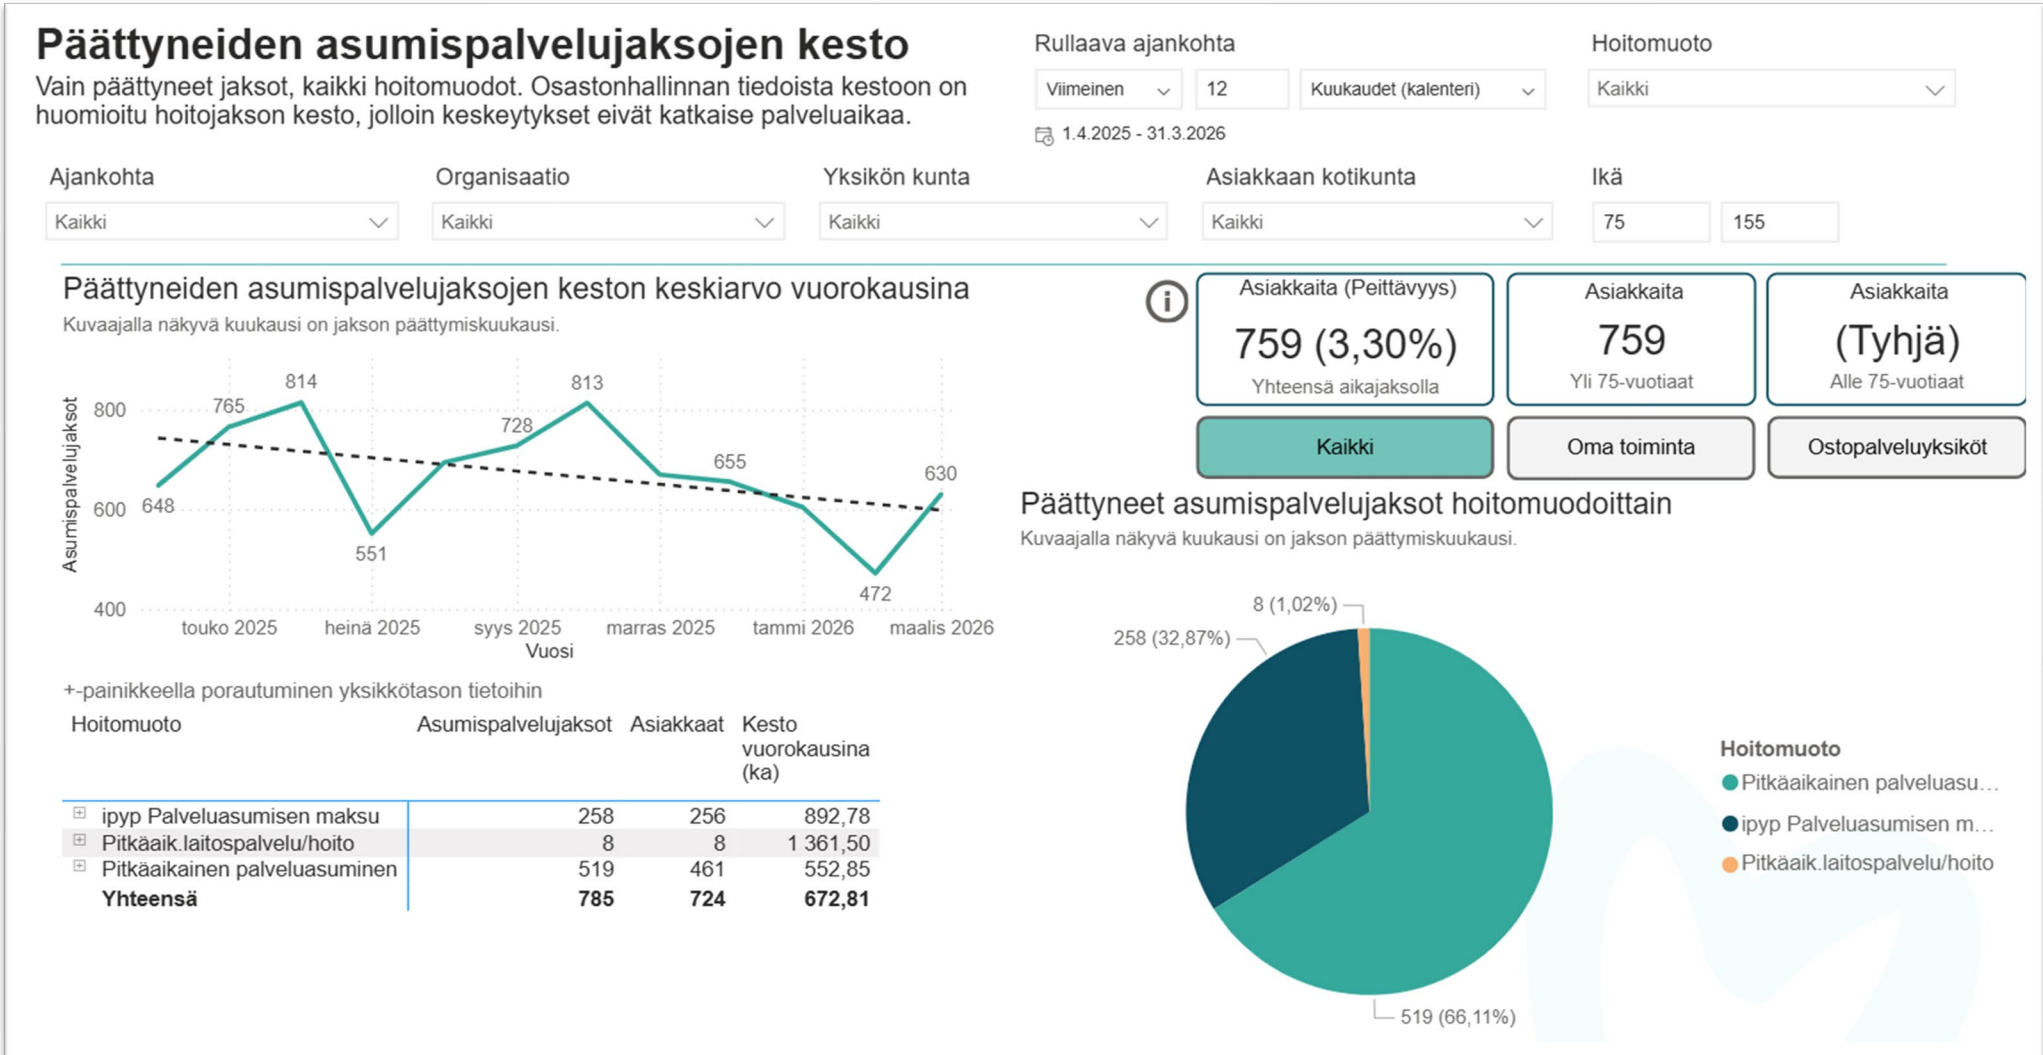 Päättyneiden asumispalvelujaksojen kesto
Vain päättyneet jaksot, kaikki hoitomuodot. Osastonhallinnan tiedoista kestoon on
huomioitu hoitojakson kesto, jolloin keskeytykset eivät katkaise palveluaikaa.
Rullaava ajankohta
Viimeinen 12 Kuukaudet (kalenteri)
1.4.2025 - 31.3.2026
Hoitomuoto
Kaikki
Ajankohta
Kaikki
Organisaatio
Kaikki
Yksikön kunta
Kaikki
Asiakkaan kotikunta
Kaikki
Ikä
75 155
Päättyneiden asumispalvelujaksojen keston keskiarvo vuorokausina
Kuvaajalla näkyvä kuukausi on jakson päättymiskuukausi.
Asumispalvelujaksot
800
600
400
648
765
814
551
728
813
655
472
630
touko 2025 heinä 2025 syys 2025 marras 2025 tammi 2026 maalis 2026
Vuosi
+-painikkeella porautuminen yksikkötason tietoihin
Hoitomuoto Asumispalvelujaksot Asiakkaat Kesto
vuorokausina
(ka)
ipyp Palveluasumisen maksu 258 256 892,78
Pitkäaik.laitospalvelu/hoito 8 8 1 361,50
Pitkäaikainen palveluasuminen 519 461 552,85
Yhteensä 785 724 672,81
Asiakkaita (Peittävyys)
759 (3,30%)
Yhteensä aikajaksolla
Asiakkaita
759
Yli 75-vuotiaat
Asiakkaita
(Tyhjä)
Alle 75-vuotiaat
Kaikki
Oma toiminta
Ostopalveluyksiköt
Päättyneet asumispalvelujaksot hoitomuodoittain
Kuvaajalla näkyvä kuukausi on jakson päättymiskuukausi.
8 (1,02%)
258 (32,87%)
519 (66,11%)
Hoitomuoto
Pitkäaikainen palveluasu...
ipyp Palveluasumisen m...
Pitkäaik.laitospalvelu/hoito